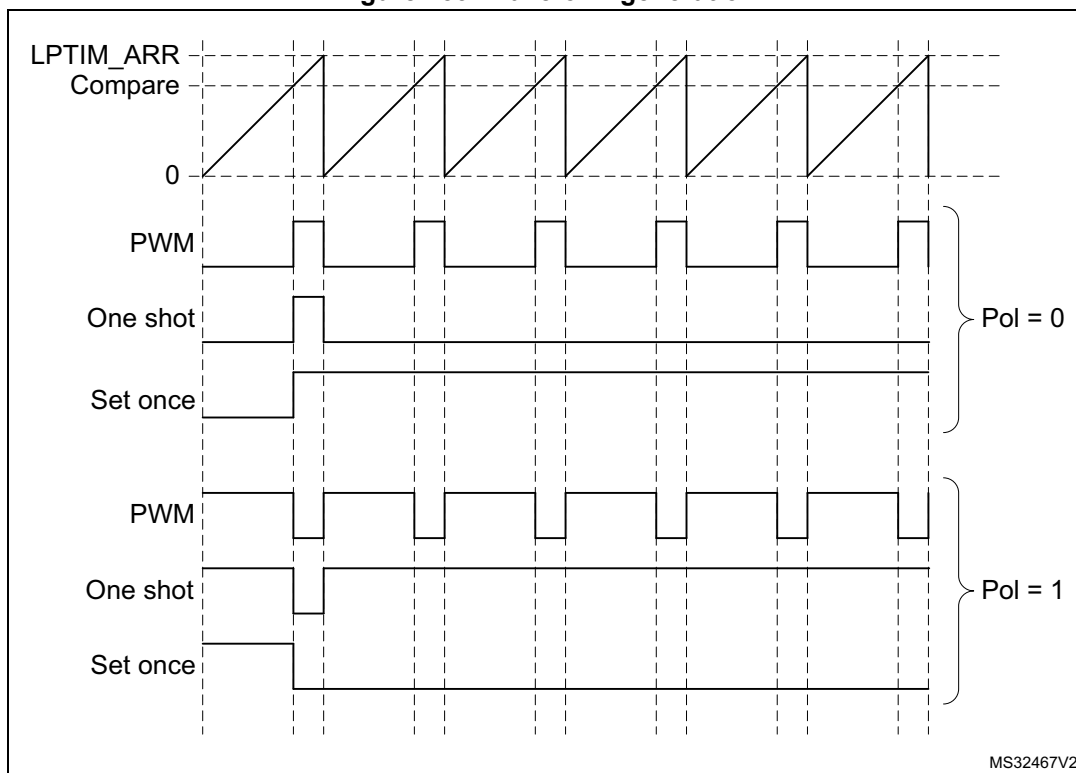 LPTIM_ARR
Compare
0
PWM
One shot
Pol = 0
Set once
PWM
One shot
Pol = 1
Set once
MS32467V2